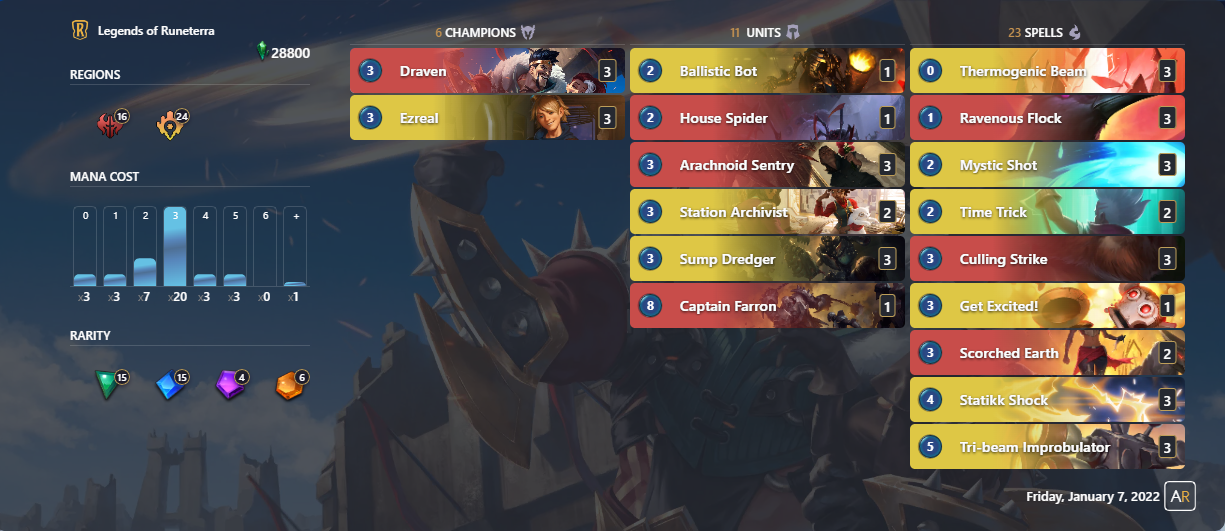 Legends of Runeterra
28800
REGIONS
16 24
MANA COST
0 1 2 3 4 5 6 +
x3 x3 x7 x20 x3 x3 x0 x1
RARITY
15 15 4 6
6 CHAMPIONS
3 Draven 3
3 Ezreal 3
11 UNITS
2 Ballistic Bot 1
2 House Spider 1
3 Arachnoid Sentry 3
3 Station Archivist 2
3 Sump Dredger 3
8 Captain Farron 1
23 SPELLS
0 Thermogenic Beam 3
1 Ravenous Flock 3
2 Mystic Shot 3
2 Time Trick 2
3 Culling Strike 3
3 Get Excited! 1
3 Scorched Earth 2
4 Statikk Shock 3
5 Tri-beam Improbulator 3
Friday, January 7, 2022 AR